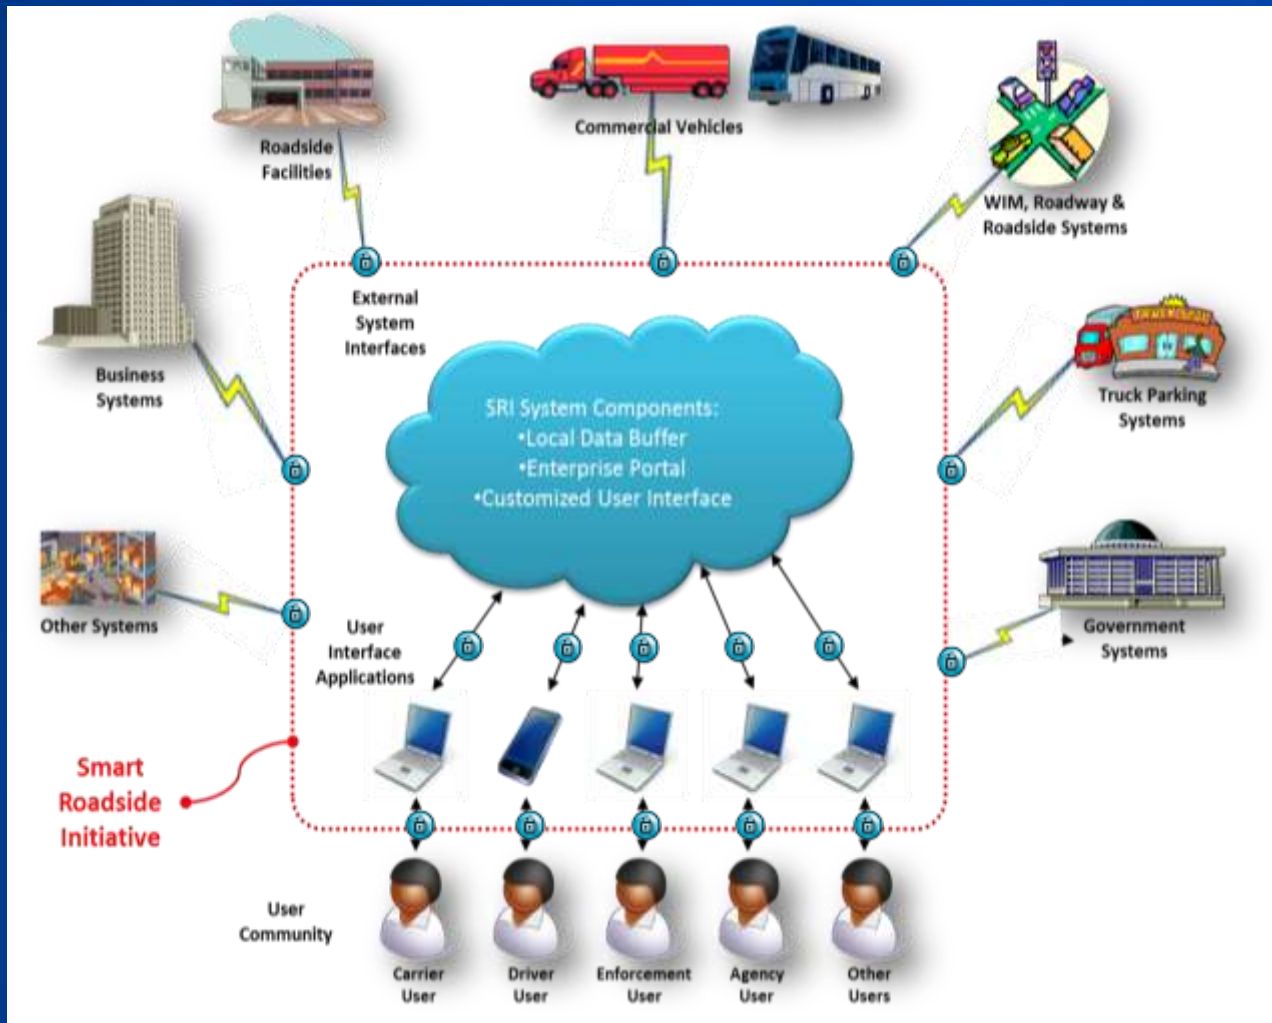 Commercial Vehicles
Roadside
Facilities
WIM, Roadway &
Roadside Systems
External
System
Interfaces
Business
Systems
Truck Parking
Systems
SRI System Components:
•Local Data Buffer
•Enterprise Portal
•Customized User Interface
Other Systems
User
Interface
Applications
Government
Systems
Smart
Roadside
Initiative
User
Community
Carrier
User
Driver
User
Enforcement
User
Agency
User
Other
Users